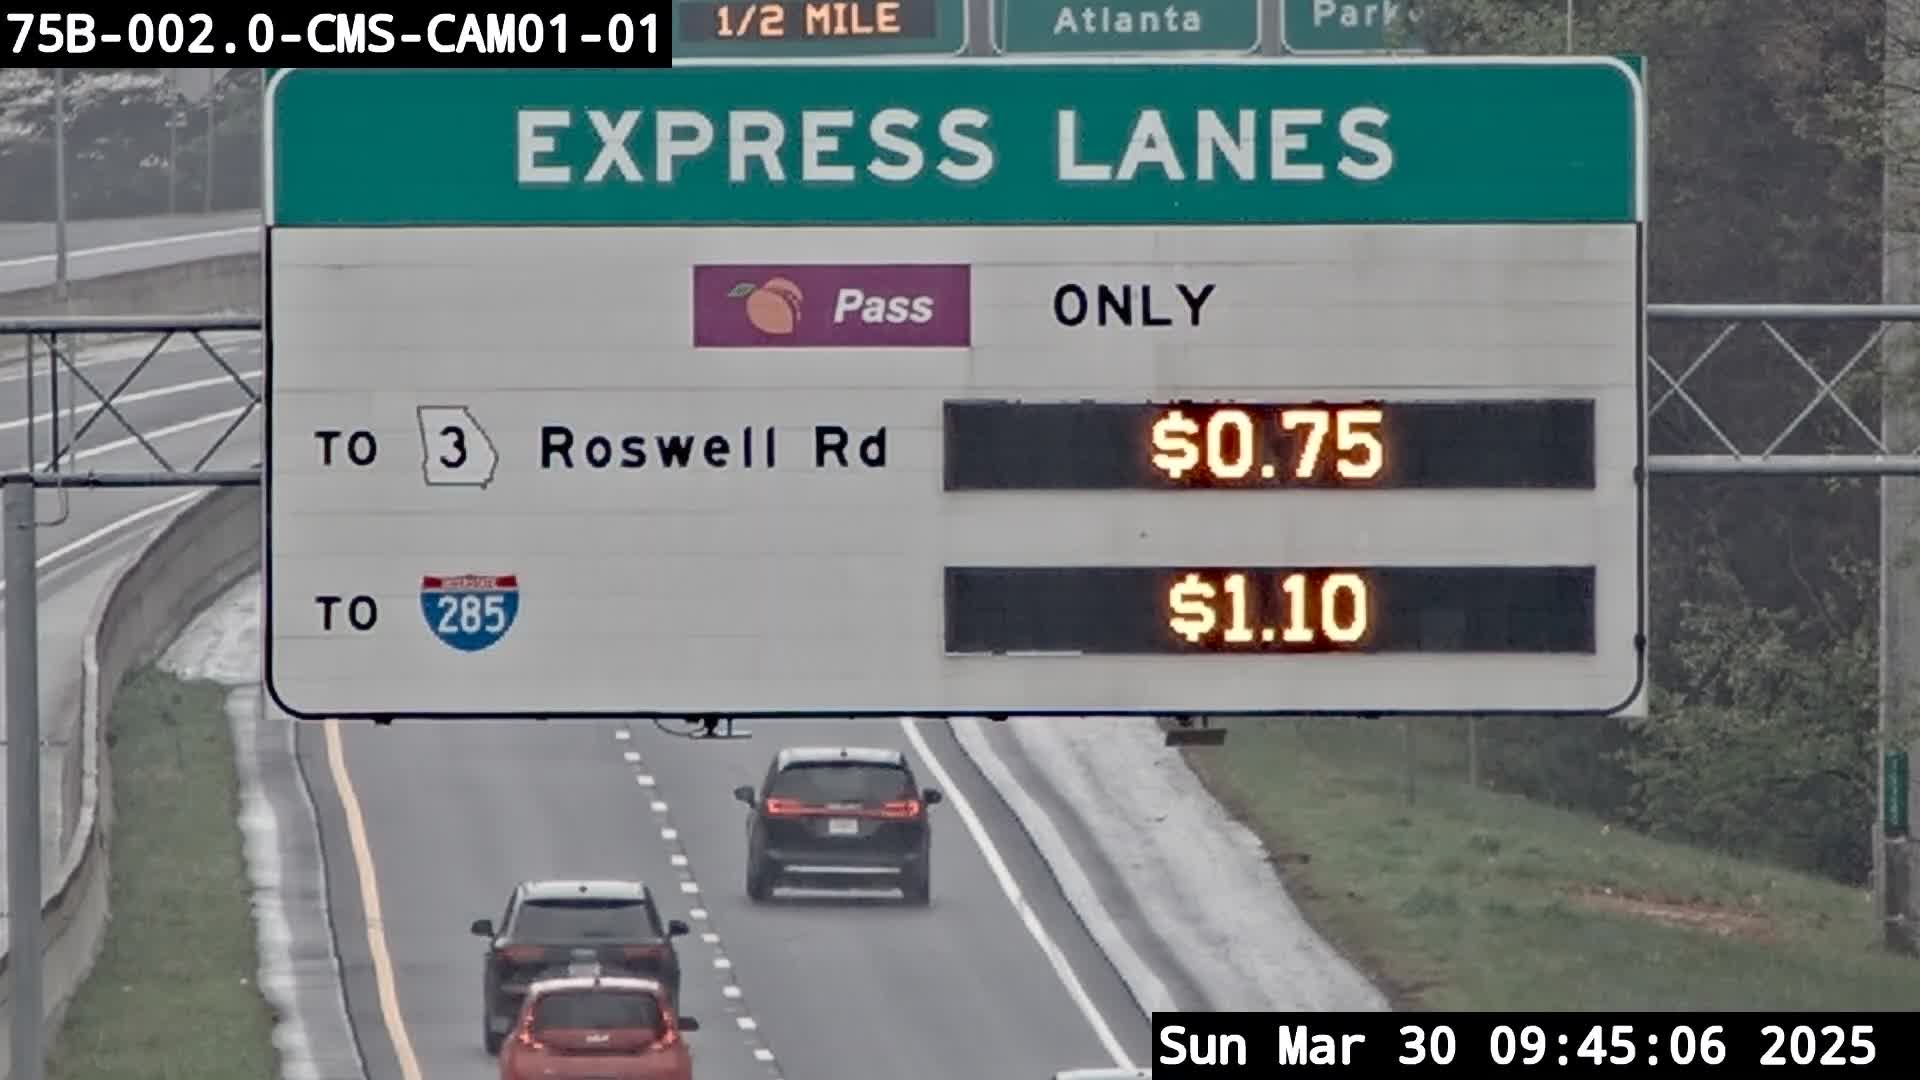 75B-002.0-CMS-CAM01-01
1/2 MILE
Atlanta
EXPRESS LANES
Pass ONLY
TO 3 Roswell Rd $0.75
TO INTERSTATE 285 $1.10
Sun Mar 30 09:45:06 2025